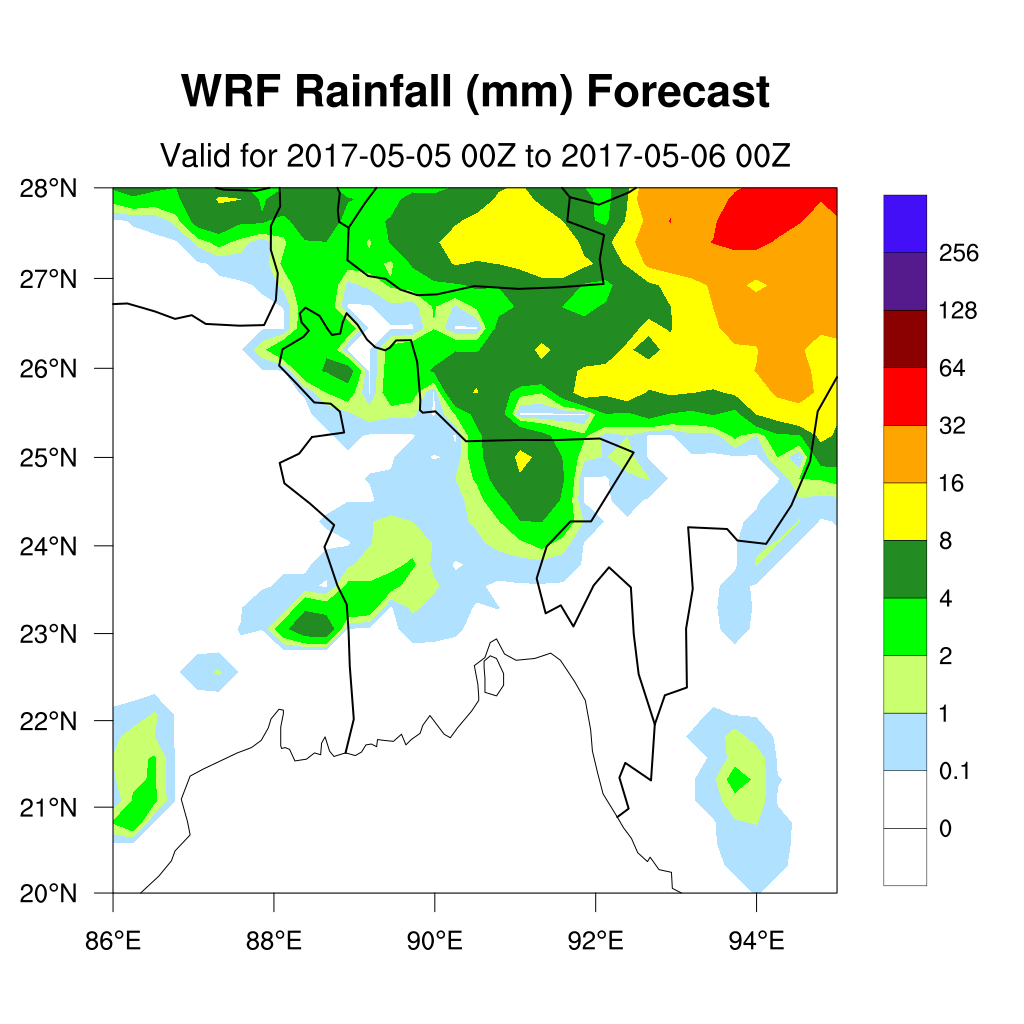 WRF Rainfall (mm) Forecast
Valid for 2017-05-05 00Z to 2017-05-06 00Z
28°N
27°N
26°N
25°N
24°N
23°N
22°N
21°N
20°N
86°E 88°E 90°E 92°E 94°E
256
128
64
32
16
8
4
2
1
0.1
0